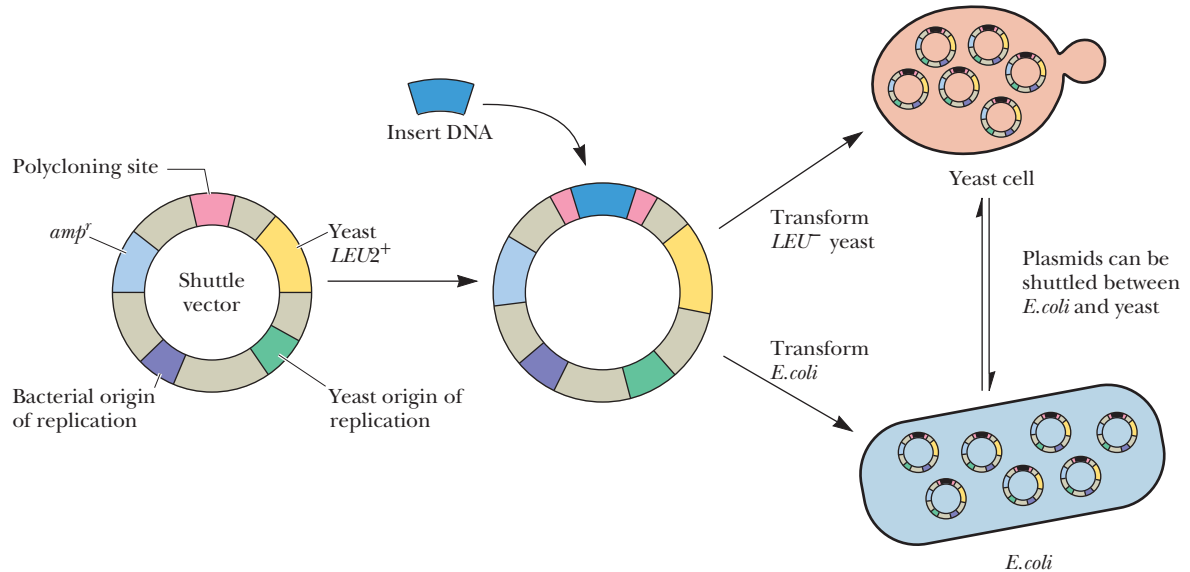 Insert DNA
Polycloning site
ampʳ
Yeast
LEU2⁺
Shuttle
vector
Bacterial origin
of replication
Yeast origin of
replication
Transform
LEU⁻ yeast
Transform
E.coli
Yeast cell
Plasmids can be
shuttled between
E.coli and yeast
E.coli